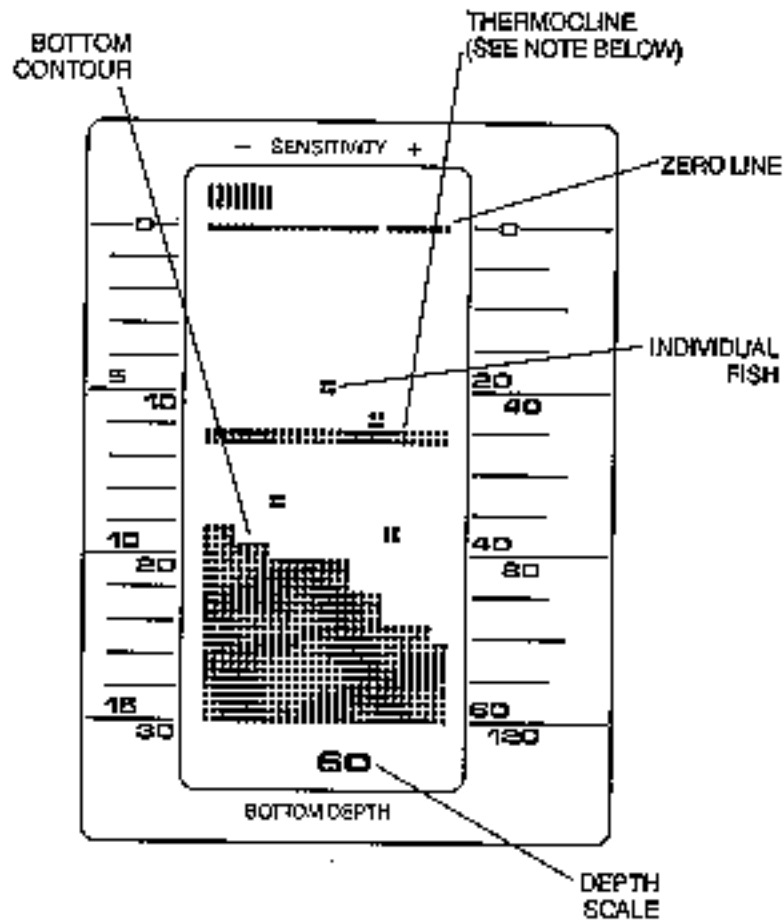 THERMOCLINE
(SEE NOTE BELOW)
BOTTOM
CONTOUR
− SENSITIVITY +
ZERO LINE
0 0
INDIVIDUAL
FISH
5 20
10 40
10 40
20 80
15 60
30 120
60
BOTTOM DEPTH
DEPTH
SCALE